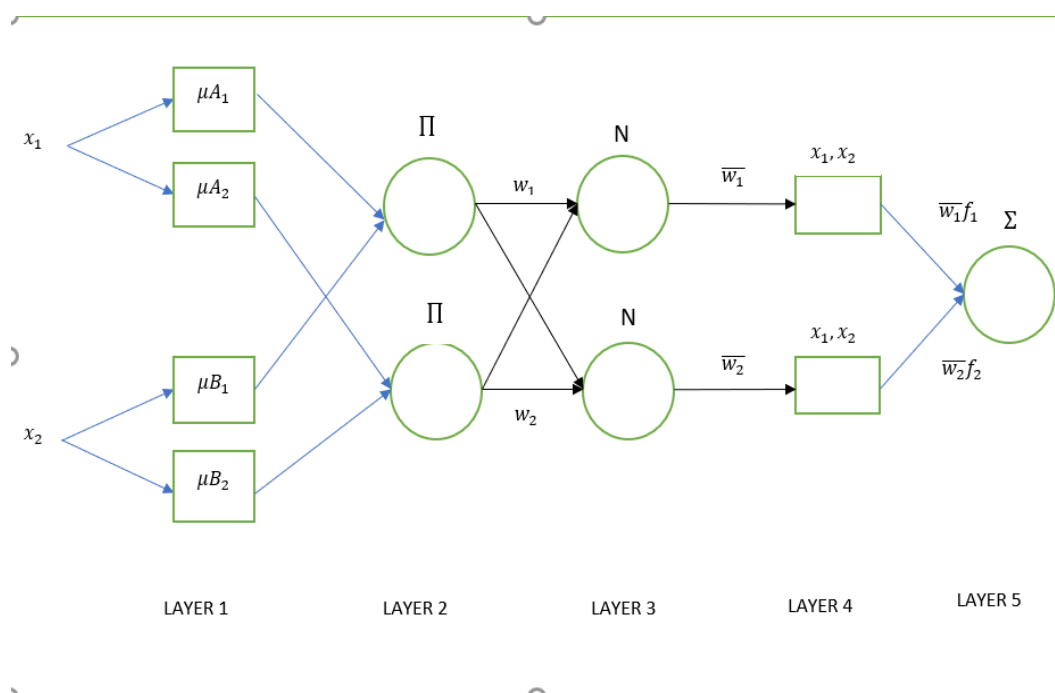 μA₁
Π
N
x₁
x₁, x₂
w₁
w̅₁
μA₂
w̅₁f₁
Σ
Π
N
x₁, x₂
μB₁
w̅₂
w̅₂f₂
w₂
x₂
μB₂
LAYER 1
LAYER 2
LAYER 3
LAYER 4
LAYER 5